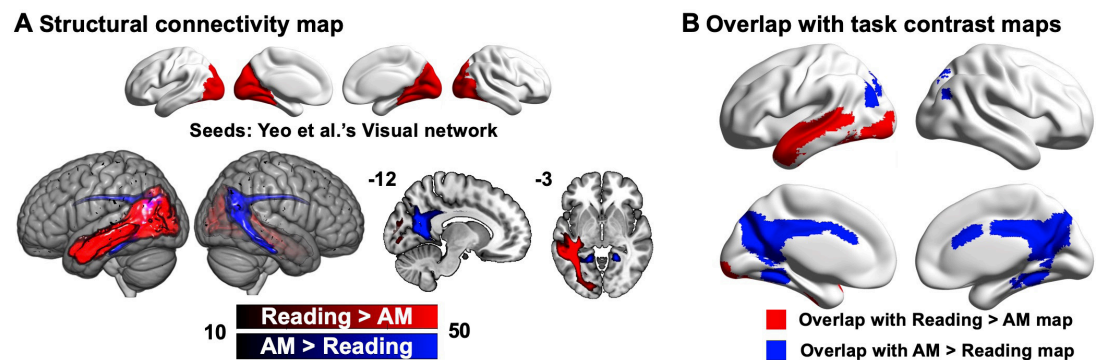 A Structural connectivity map
Seeds: Yeo et al.'s Visual network
-12
-3
10
Reading > AM
AM > Reading
50
B Overlap with task contrast maps
Overlap with Reading > AM map
Overlap with AM > Reading map